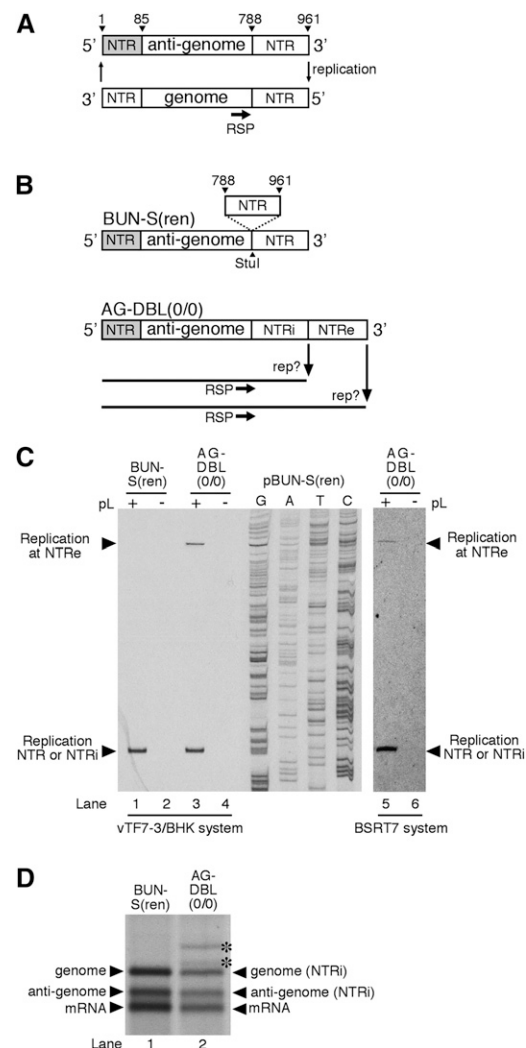 A
1 85 788 961
5’ NTR anti-genome NTR 3’
replication
3’ NTR genome NTR 5’
RSP
B
788 961
NTR
BUN-S(ren)
5’ NTR anti-genome NTR 3’
StuI
AG-DBL(0/0)
5’ NTR anti-genome NTRi NTRe 3’
rep?
RSP
rep?
RSP
C
BUN-S(ren) AG-DBL(0/0) pBUN-S(ren) AG-DBL(0/0)
pL + - + - G A T C + - pL
Replication at NTRe
Replication at NTRe
Replication NTR or NTRi
Replication NTR or NTRi
Lane 1 2 3 4 5 6
vTF7-3/BHK system BSRT7 system
D
BUN-S(ren) AG-DBL(0/0)
*
*
genome genome (NTRi)
anti-genome anti-genome (NTRi)
mRNA mRNA
Lane 1 2